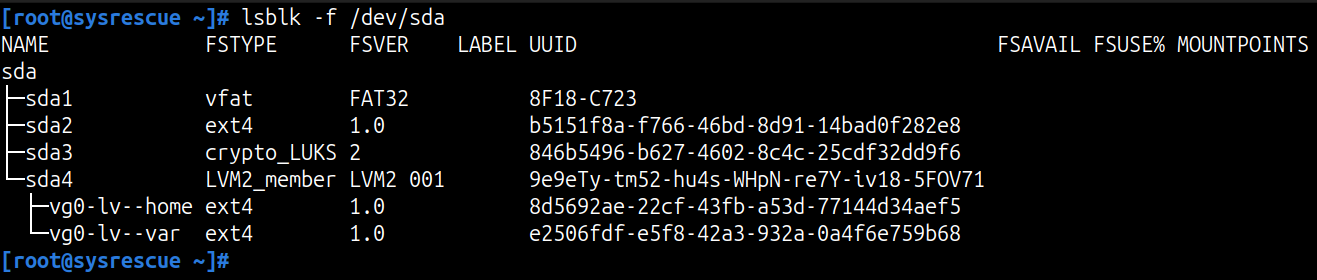 [root@sysrescue ~]# lsblk -f /dev/sda
NAME             FSTYPE      FSVER    LABEL UUID                                   FSAVAIL FSUSE% MOUNTPOINTS
sda
├─sda1           vfat        FAT32          8F18-C723
├─sda2           ext4        1.0            b5151f8a-f766-46bd-8d91-14bad0f282e8
├─sda3           crypto_LUKS 2              846b5496-b627-4602-8c4c-25cdf32dd9f6
└─sda4           LVM2_member LVM2 001       9e9eTy-tm52-hu4s-WHpN-re7Y-iv18-5FOV71
  ├─vg0-lv--home ext4        1.0            8d5692ae-22cf-43fb-a53d-77144d34aef5
  └─vg0-lv--var  ext4        1.0            e2506fdf-e5f8-42a3-932a-0a4f6e759b68
[root@sysrescue ~]#